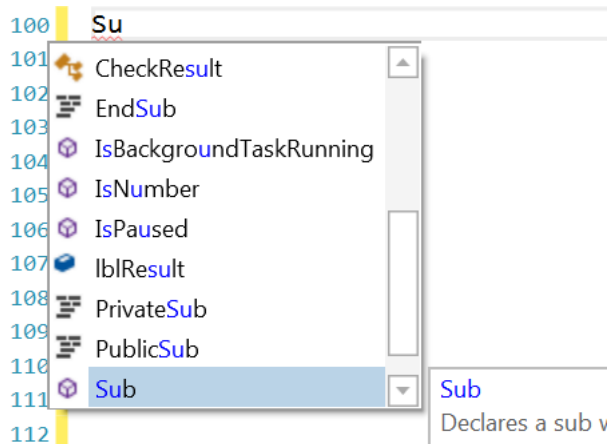 100 Su
101
CheckResult
102
EndSub
103
IsBackgroundTaskRunning
104
105 IsNumber
106 IsPaused
107 lblResult
108 PrivateSub
109
PublicSub
110
111 Sub
Sub
Declares a sub w
112